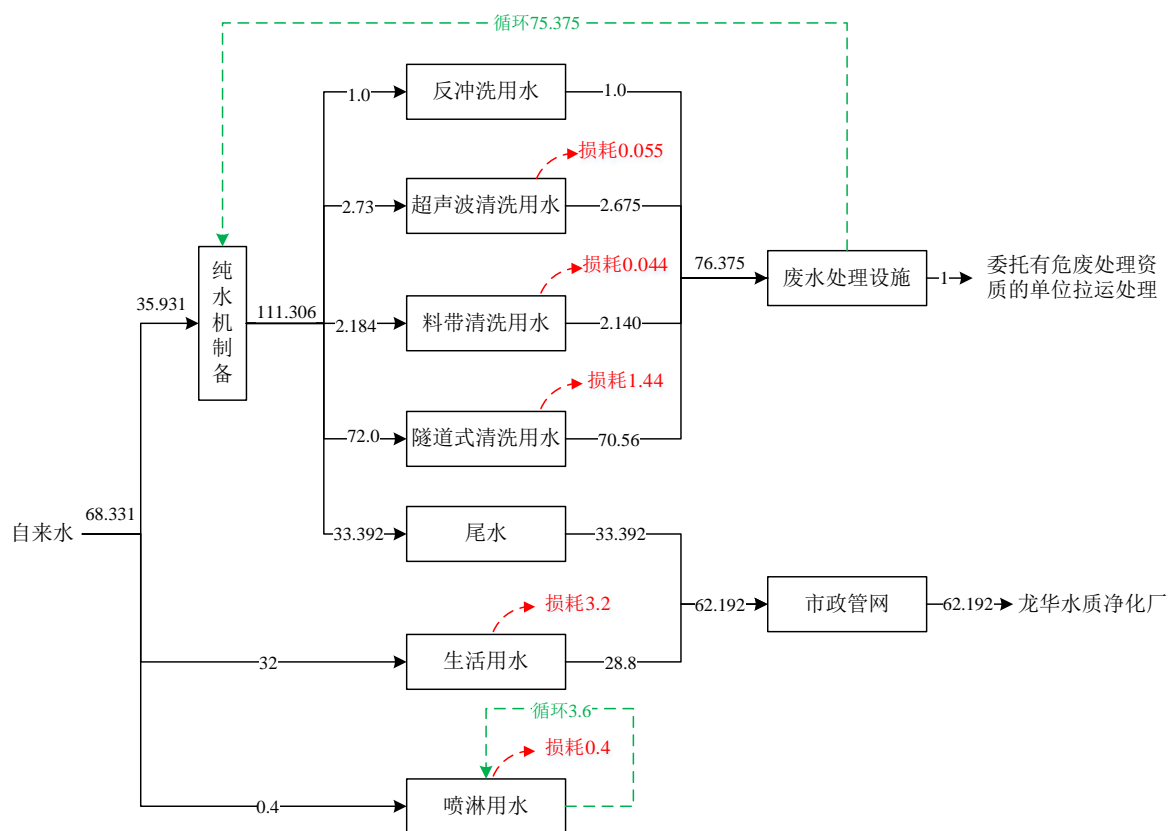 循环75.375
反冲洗用水
1.0
1.0
损耗0.055
超声波清洗用水
2.73
2.675
损耗0.044
纯
水
机
制
备
35.931
111.306
料带清洗用水
2.184
2.140
76.375
废水处理设施
1
委托有危废处理资
质的单位拉运处理
损耗1.44
隧道式清洗用水
72.0
70.56
自来水
68.331
尾水
33.392
33.392
损耗3.2
62.192
市政管网
62.192
龙华水质净化厂
生活用水
32
28.8
循环3.6
损耗0.4
喷淋用水
0.4